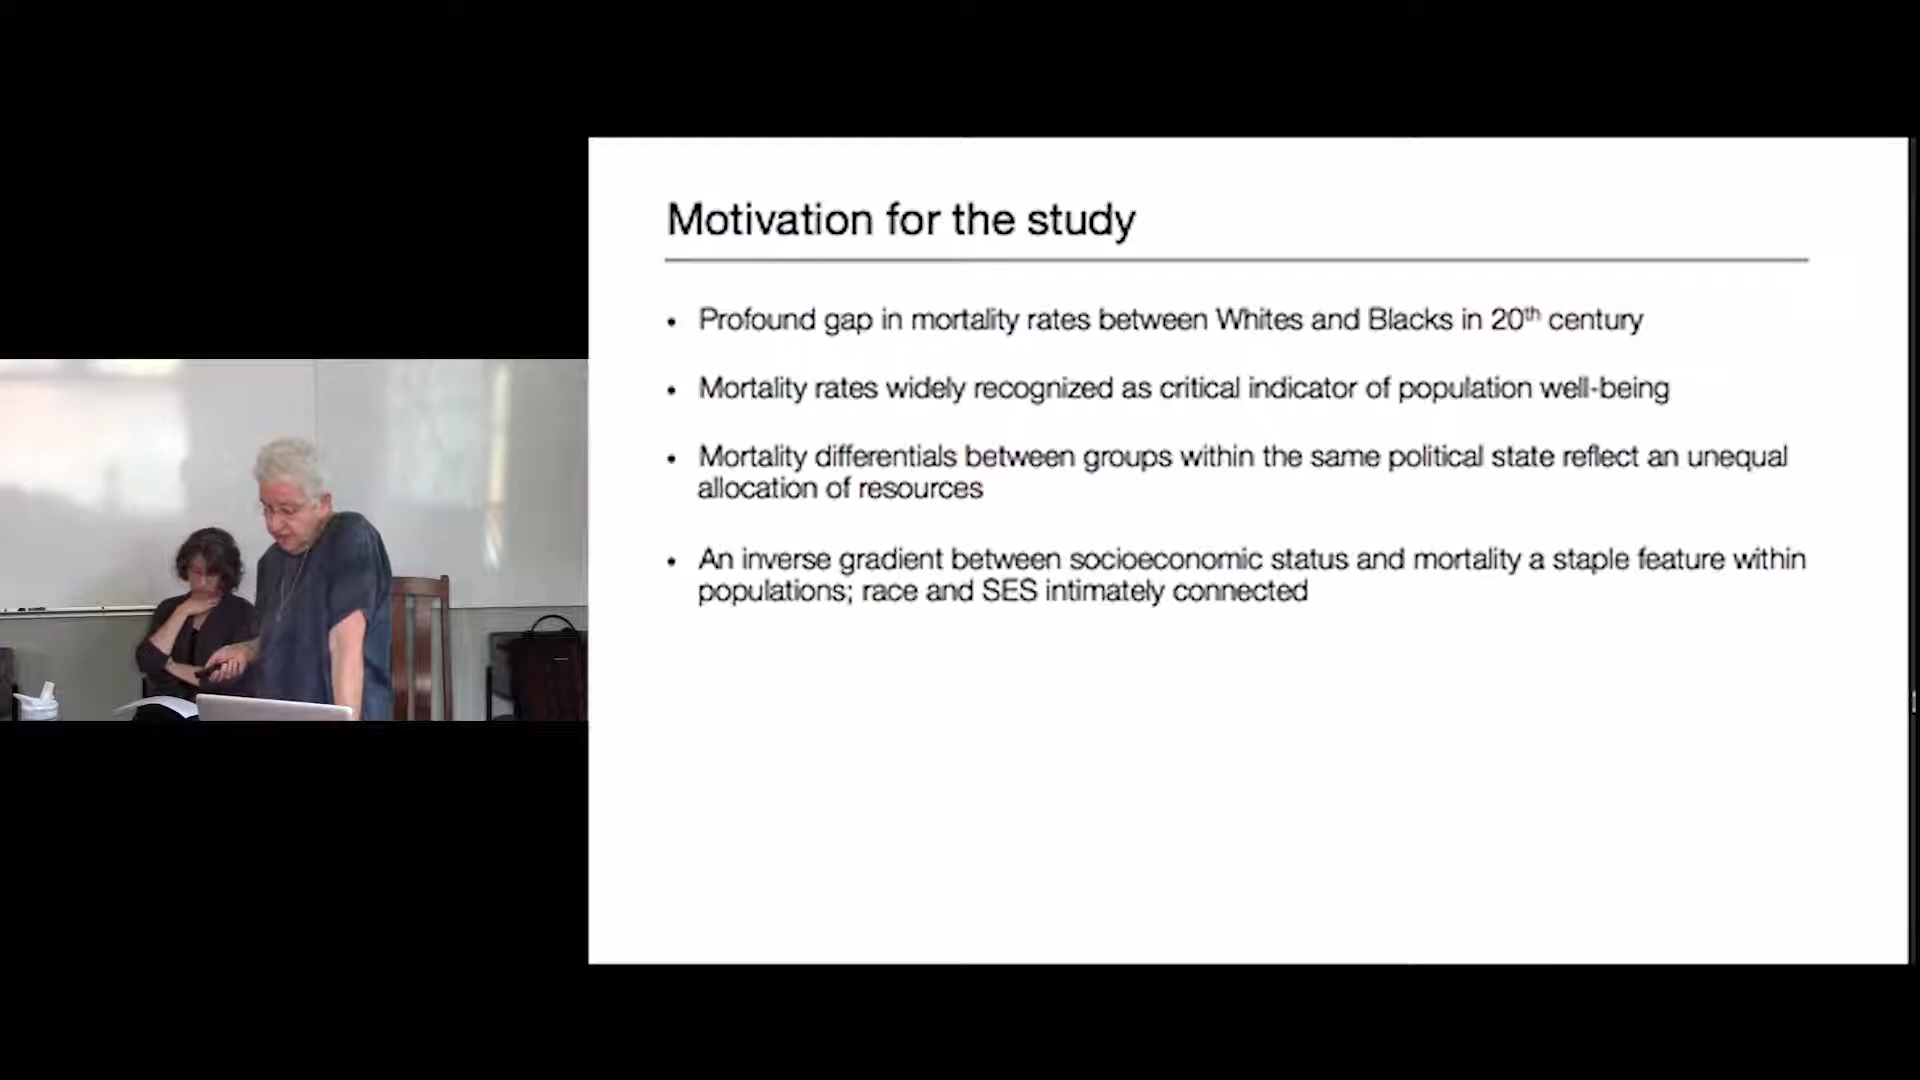 Motivation for the study
• Profound gap in mortality rates between Whites and Blacks in 20th century
• Mortality rates widely recognized as critical indicator of population well-being
• Mortality differentials between groups within the same political state reflect an unequal
allocation of resources
• An inverse gradient between socioeconomic status and mortality a staple feature within
populations; race and SES intimately connected